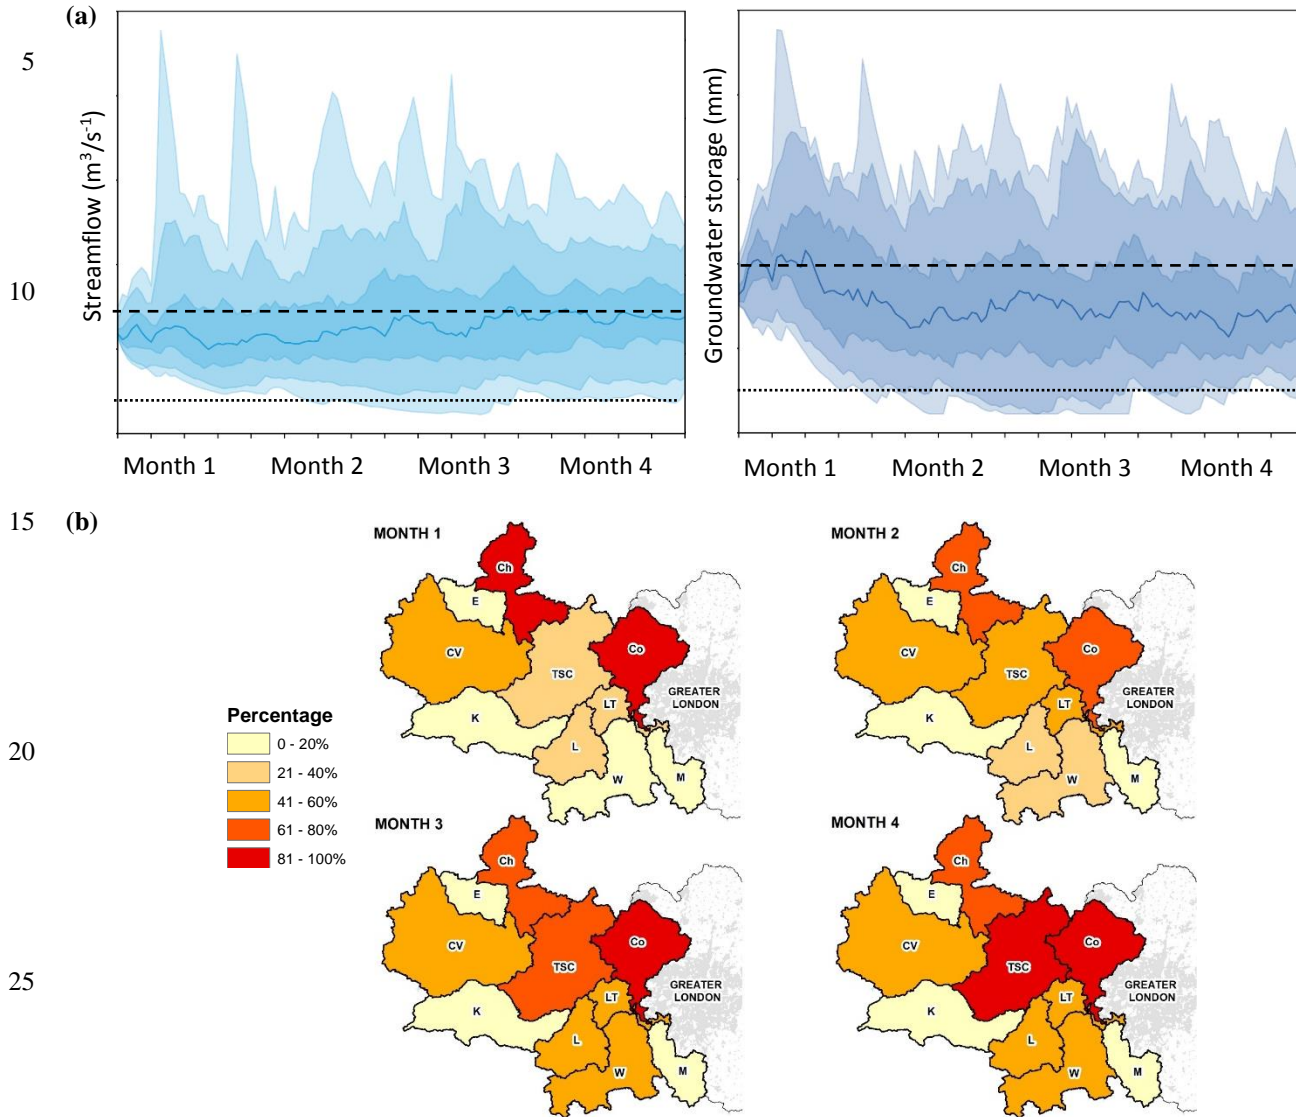 (a)
5
10
Streamflow (m³/s⁻¹)
Month 1 Month 2 Month 3 Month 4
Groundwater storage (mm)
Month 1 Month 2 Month 3 Month 4
15
(b)
MONTH 1
Ch
E
CV
Co
TSC
LT
GREATER
LONDON
K
L
W
M
MONTH 2
Ch
E
CV
Co
TSC
LT
GREATER
LONDON
K
L
W
M
Percentage
0 - 20%
20
21 - 40%
41 - 60%
61 - 80%
81 - 100%
MONTH 3
Ch
E
CV
Co
TSC
25
GREATER
LONDON
LT
K
L
W
M
MONTH 4
Ch
E
CV
Co
TSC
GREATER
LONDON
LT
K
L
W
M